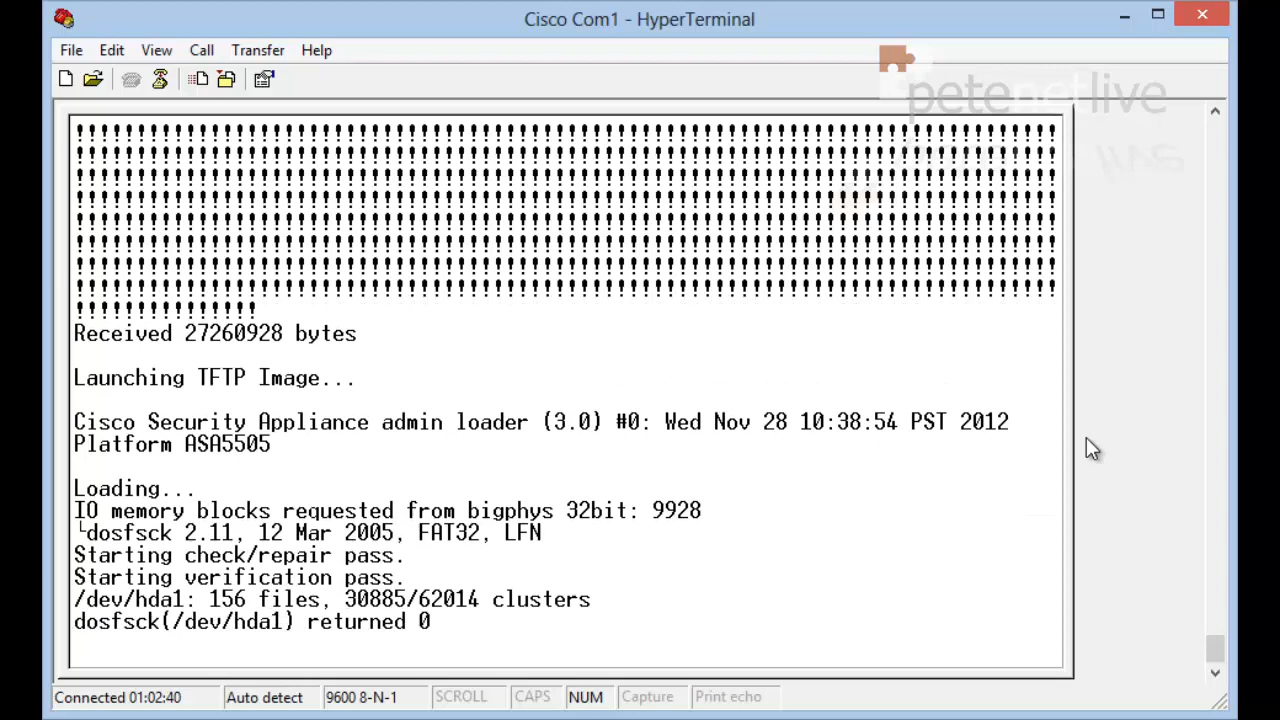 Cisco Com1 - HyperTerminal
File Edit View Call Transfer Help
petenetlive
!!!!!!!!!!!!!!!!!!!!!!!!!!!!!!!!!!!!!!!!!!!!!!!!!!!!!!!!!!!!!!!!!!!!!!!!!!!!!!!!
!!!!!!!!!!!!!!!!!!!!!!!!!!!!!!!!!!!!!!!!!!!!!!!!!!!!!!!!!!!!!!!!!!!!!!!!!!!!!!!!
!!!!!!!!!!!!!!!!!!!!!!!!!!!!!!!!!!!!!!!!!!!!!!!!!!!!!!!!!!!!!!!!!!!!!!!!!!!!!!!!
!!!!!!!!!!!!!!!!!!!!!!!!!!!!!!!!!!!!!!!!!!!!!!!!!!!!!!!!!!!!!!!!!!!!!!!!!!!!!!!!
!!!!!!!!!!!!!!!!!!!!!!!!!!!!!!!!!!!!!!!!!!!!!!!!!!!!!!!!!!!!!!!!!!!!!!!!!!!!!!!!
!!!!!!!!!!!!!!!!!!!!!!!!!!!!!!!!!!!!!!!!!!!!!!!!!!!!!!!!!!!!!!!!!!!!!!!!!!!!!!!!
!!!!!!!!!!!!!!!!!!!!!!!!!!!!!!!!!!!!!!!!!!!!!!!!!!!!!!!!!!!!!!!!!!!!!!!!!!!!!!!!
!!!!!!!!!!!!!!!!!!!!!!!!!!!!!!!!!!!!!!!!!!!!!!!!!!!!!!!!!!!!!!!!!!!!!!!!!!!!!!!!
!!!!!!!!!!!!!!!
Received 27260928 bytes
Launching TFTP Image...
Cisco Security Appliance admin loader (3.0) #0: Wed Nov 28 10:38:54 PST 2012
Platform ASA5505
Loading...
IO memory blocks requested from bigphys 32bit: 9928
└dosfsck 2.11, 12 Mar 2005, FAT32, LFN
Starting check/repair pass.
Starting verification pass.
/dev/hda1: 156 files, 30885/62014 clusters
dosfsck(/dev/hda1) returned 0
Connected 01:02:40 Auto detect 9600 8-N-1 SCROLL CAPS NUM Capture Print echo